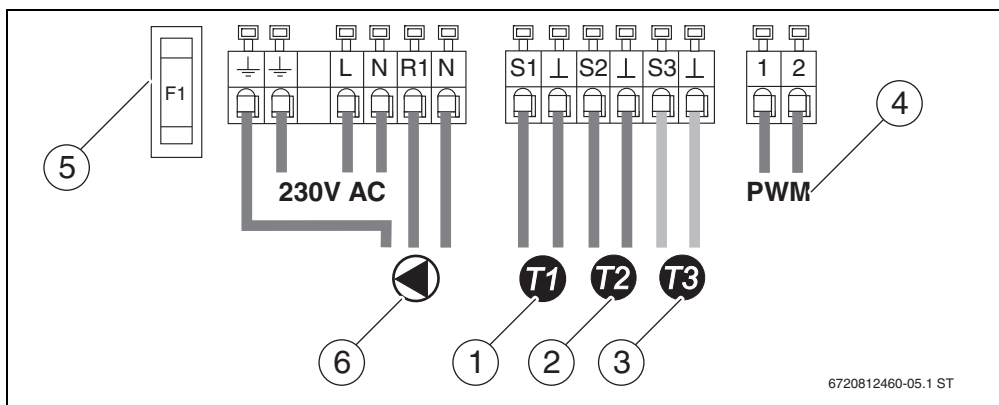 L N R1 N S1 ⊥ S2 ⊥ S3 ⊥ 1 2
F1
4
5
230V AC
PWM
T1 T2 T3
6 1 2 3
6720812460-05.1 ST